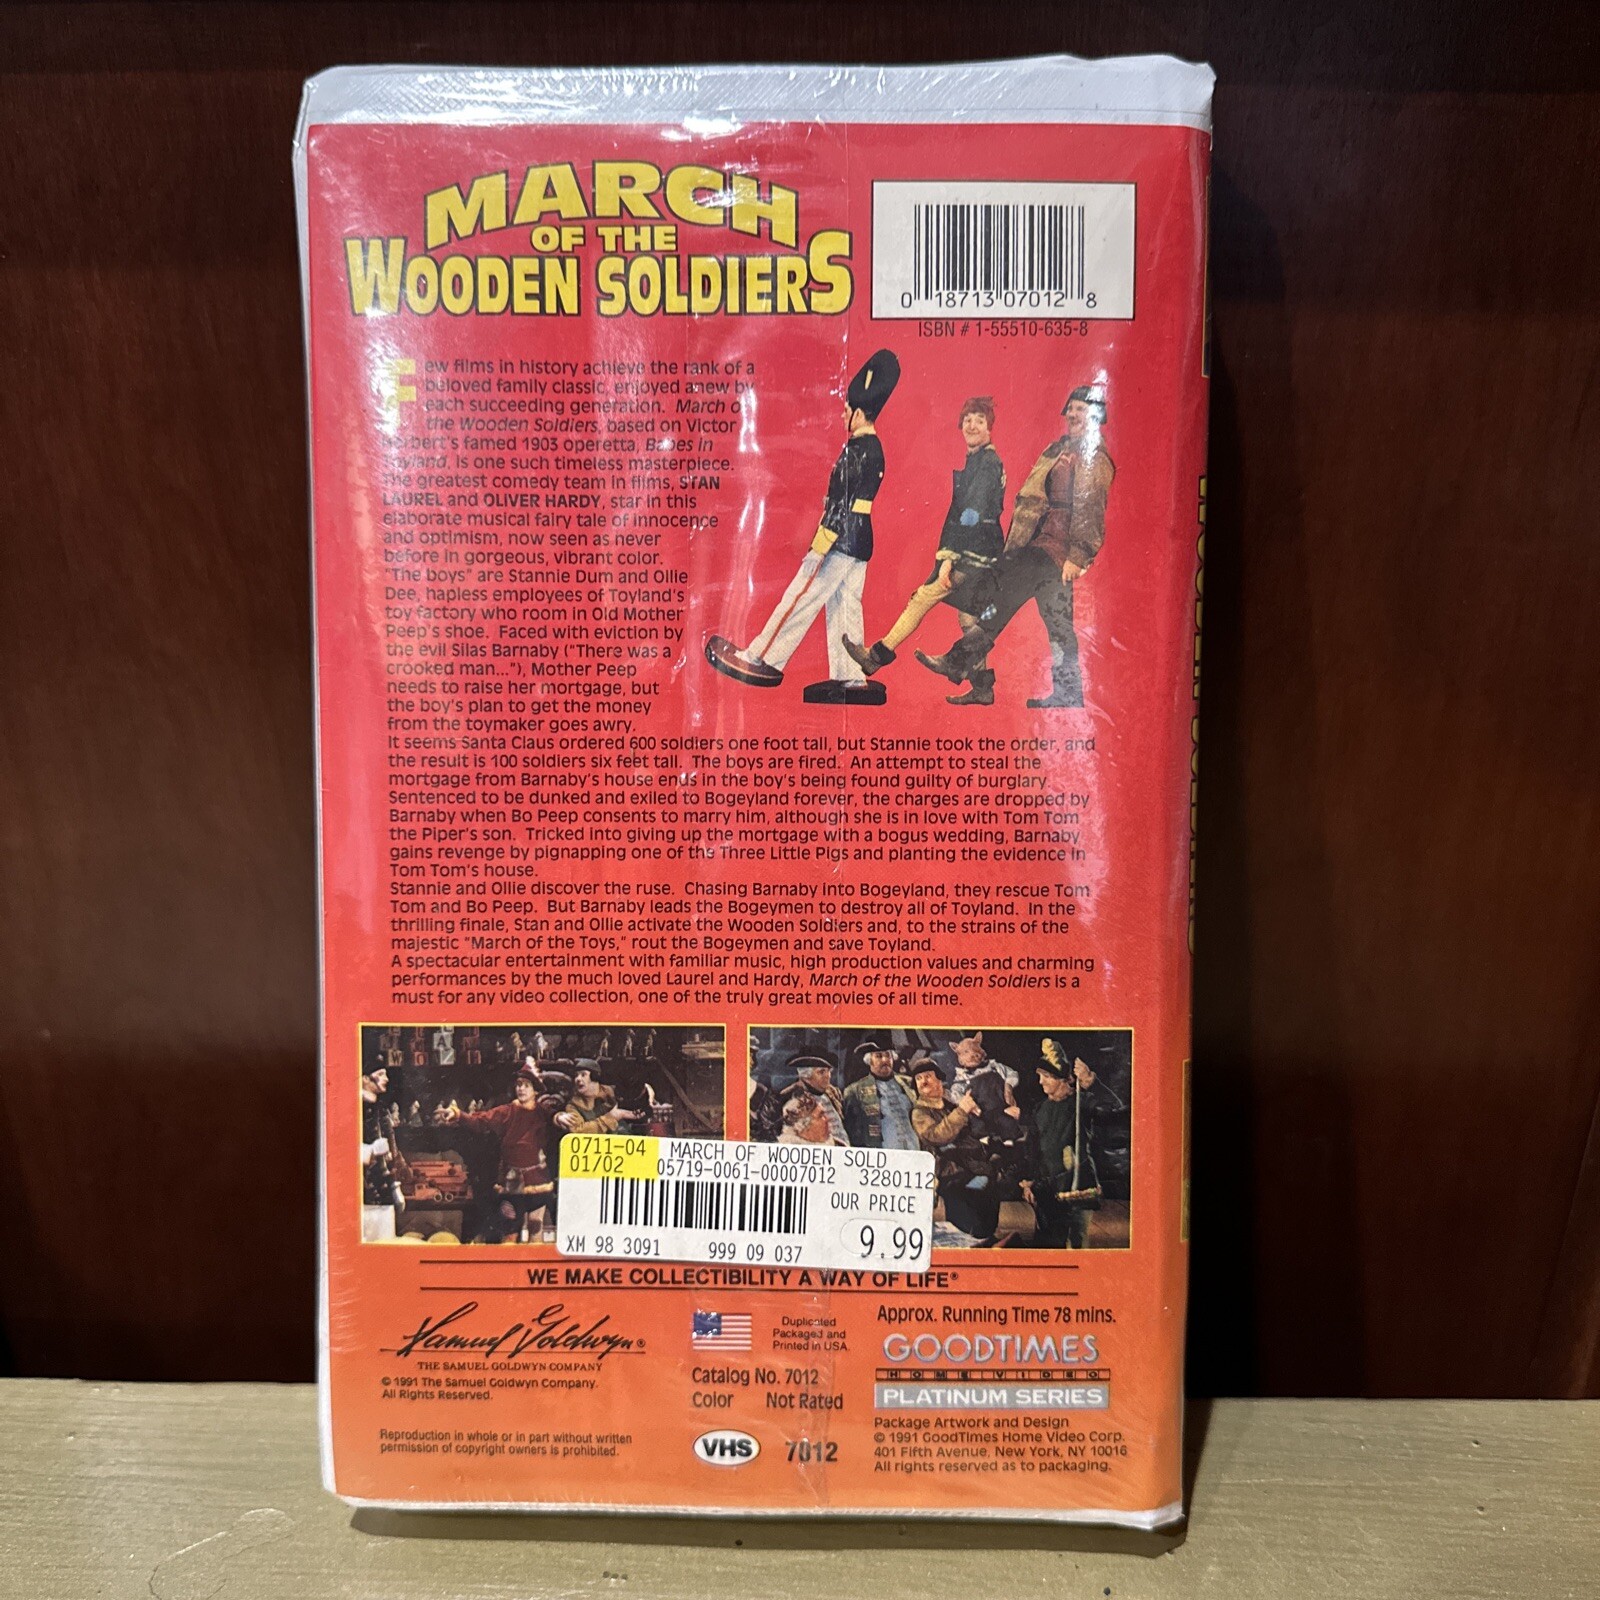 MARCH
OF THE
WOODEN SOLDIERS
0 18713 07012 8
ISBN # 1-55510-635-8
Few films in history achieve the rank of a
beloved family classic, enjoyed anew by
each succeeding generation. March o
the Wooden Soldiers, based on Victor
Herbert's famed 1903 operetta, Babes in
Toyland, is one such timeless masterpiece.
The greatest comedy team in films, STAN
LAUREL and OLIVER HARDY, star in this
elaborate musical fairy tale of innocence
and optimism, now seen as never
before in gorgeous, vibrant color.
"The boys" are Stannie Dum and Ollie
Dee, hapless employees of Toyland's
toy factory who room in Old Mother
Peep's shoe. Faced with eviction by
the evil Silas Barnaby ("There was a
crooked man..."), Mother Peep
needs to raise her mortgage, but
the boy's plan to get the money
from the toymaker goes awry.
It seems Santa Claus ordered 600 soldiers one foot tall, but Stannie took the order, and
the result is 100 soldiers six feet tall. The boys are fired. An attempt to steal the
mortgage from Barnaby's house ends in the boy's being found guilty of burglary.
Sentenced to be dunked and exiled to Bogeyland forever, the charges are dropped by
Barnaby when Bo Peep consents to marry him, although she is in love with Tom Tom
the Piper's son. Tricked into giving up the mortgage with a bogus wedding, Barnaby
gains revenge by pignapping one of the Three Little Pigs and planting the evidence in
Tom Tom's house.
Stannie and Ollie discover the ruse. Chasing Barnaby into Bogeyland, they rescue Tom
Tom and Bo Peep. But Barnaby leads the Bogeymen to destroy all of Toyland. In the
thrilling finale, Stan and Ollie activate the Wooden Soldiers and, to the strains of the
majestic "March of the Toys," rout the Bogeymen and save Toyland.
A spectacular entertainment with familiar music, high production values and charming
performances by the much loved Laurel and Hardy, March of the Wooden Soldiers is a
must for any video collection, one of the truly great movies of all time.
0711-04 MARCH OF WOODEN SOLD
01/02 05719-0061-00007012 3280112
OUR PRICE
9.99
XM 98 3091 999 09 037
WE MAKE COLLECTIBILITY A WAY OF LIFE®
Samuel Goldwyn®
THE SAMUEL GOLDWYN COMPANY
© 1991 The Samuel Goldwyn Company.
All Rights Reserved.
Reproduction in whole or in part without written
permission of copyright owners is prohibited.
Duplicated
Packaged and
Printed in USA.
Catalog No. 7012
Color Not Rated
VHS 7012
Approx. Running Time 78 mins.
GOODTIMES
HOME VIDEO
PLATINUM SERIES
Package Artwork and Design
© 1991 GoodTimes Home Video Corp.
401 Fifth Avenue, New York, NY 10016
All rights reserved as to packaging.